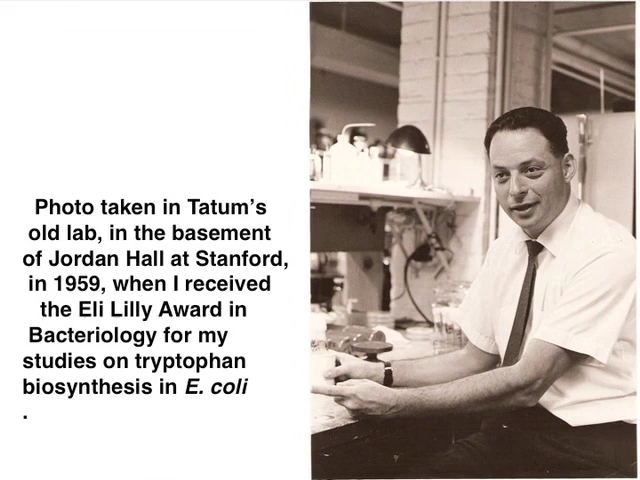 Photo taken in Tatum’s
old lab, in the basement
of Jordan Hall at Stanford,
in 1959, when I received
the Eli Lilly Award in
Bacteriology for my
studies on tryptophan
biosynthesis in E. coli
.